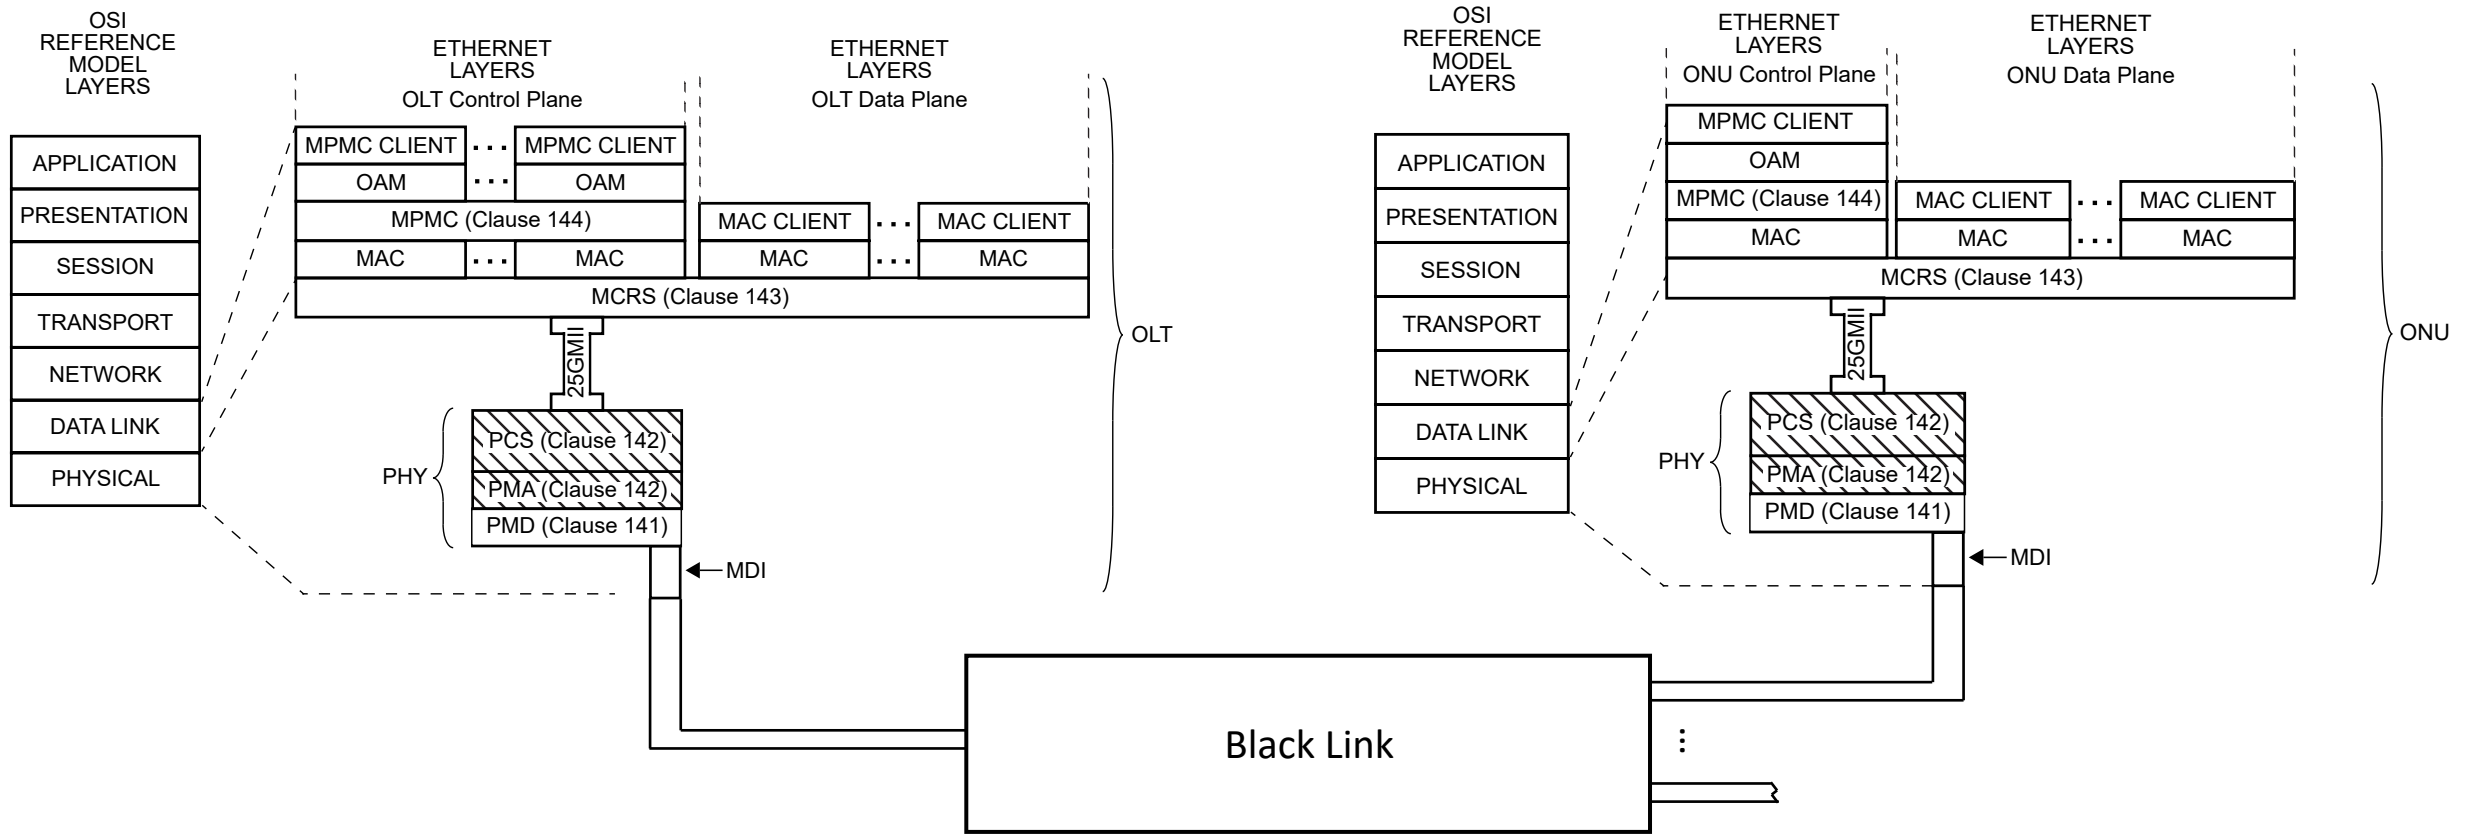 OSI
REFERENCE
MODEL
LAYERS
ETHERNET
LAYERS
OLT Control Plane
ETHERNET
LAYERS
OLT Data Plane
APPLICATION
PRESENTATION
SESSION
TRANSPORT
NETWORK
DATA LINK
PHYSICAL
MPMC CLIENT ... MPMC CLIENT
OAM ... OAM
MPMC (Clause 144)
MAC ... MAC
MAC CLIENT ... MAC CLIENT
MAC ... MAC
MCRS (Clause 143)
25GMII
OLT
PHY
PCS (Clause 142)
PMA (Clause 142)
PMD (Clause 141)
MDI
OSI
REFERENCE
MODEL
LAYERS
ETHERNET
LAYERS
ONU Control Plane
ETHERNET
LAYERS
ONU Data Plane
APPLICATION
PRESENTATION
SESSION
TRANSPORT
NETWORK
DATA LINK
PHYSICAL
MPMC CLIENT
OAM
MPMC (Clause 144)
MAC
MAC CLIENT ... MAC CLIENT
MAC ... MAC
MCRS (Clause 143)
25GMII
ONU
PHY
PCS (Clause 142)
PMA (Clause 142)
PMD (Clause 141)
MDI
Black Link